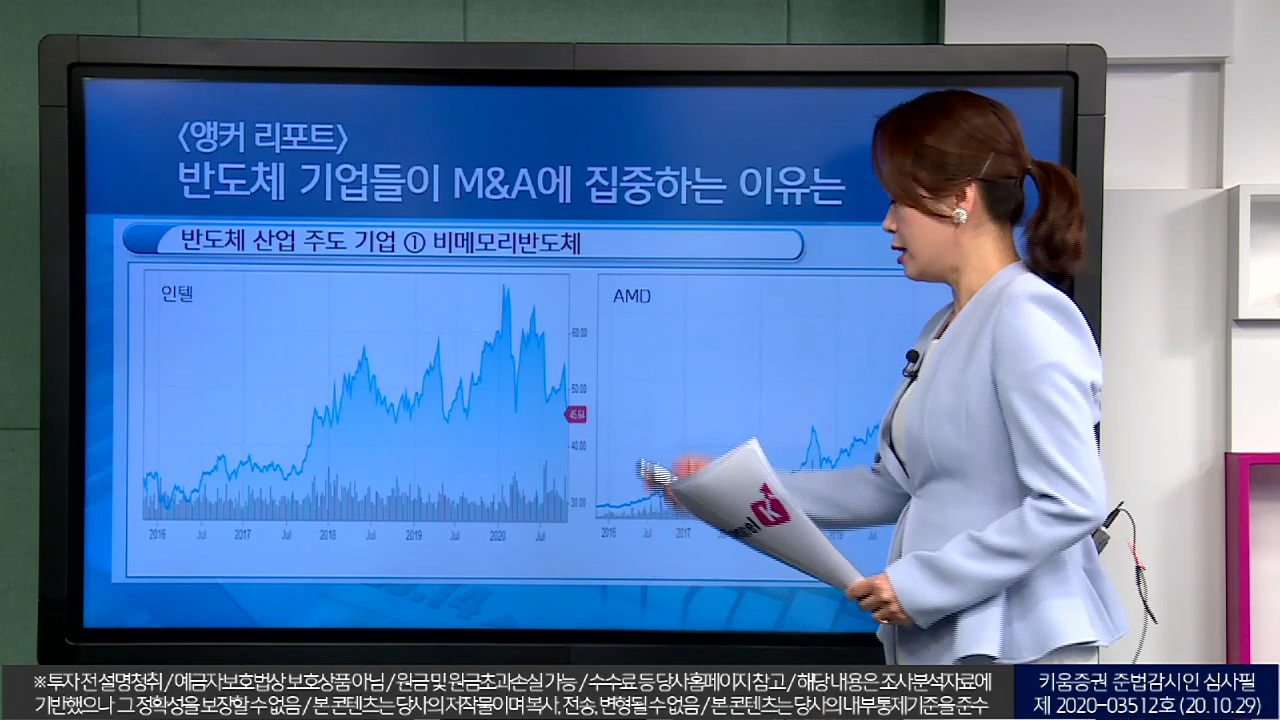 <앵커 리포트>
반도체 기업들이 M&A에 집중하는 이유는
반도체 산업 주도 기업 ① 비메모리반도체
인텔
60.00
50.00
45.64
40.00
30.00
2016 Jul 2017 Jul 2018 Jul 2019 Jul 2020 Jul
AMD
2016 Jul 2017 2019 Jul
※ 투자 전 설명청취 / 예금자보호법상 보호상품 아님 / 원금 및 원금초과손실 가능 / 수수료 등 당사홈페이지 참고 / 해당 내용은 조사분석자료에
기반했으나 그 정확성을 보장할 수 없음 / 본 콘텐츠는 당사의 저작물이며 복사, 전송, 변형될 수 없음 / 본 콘텐츠는 당사의 내부통제기준을 준수
키움증권 준법감시인 심사필
제 2020-03512호 (20.10.29)